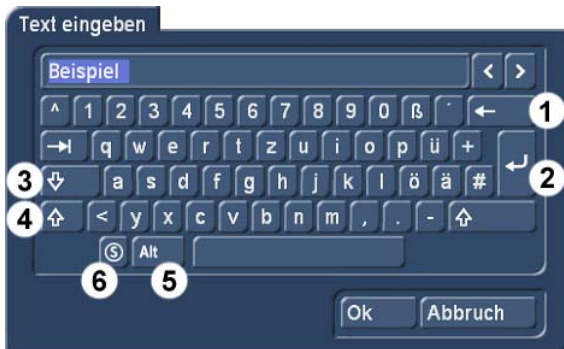 Text eingeben
Beispiel < >
^ 1 2 3 4 5 6 7 8 9 0 ß ´ ← 1
q w e r t z u i o p ü + 2
3 a s d f g h j k l ö ä #
4 < y x c v b n m , . -
S Alt
6 5
Ok Abbruch